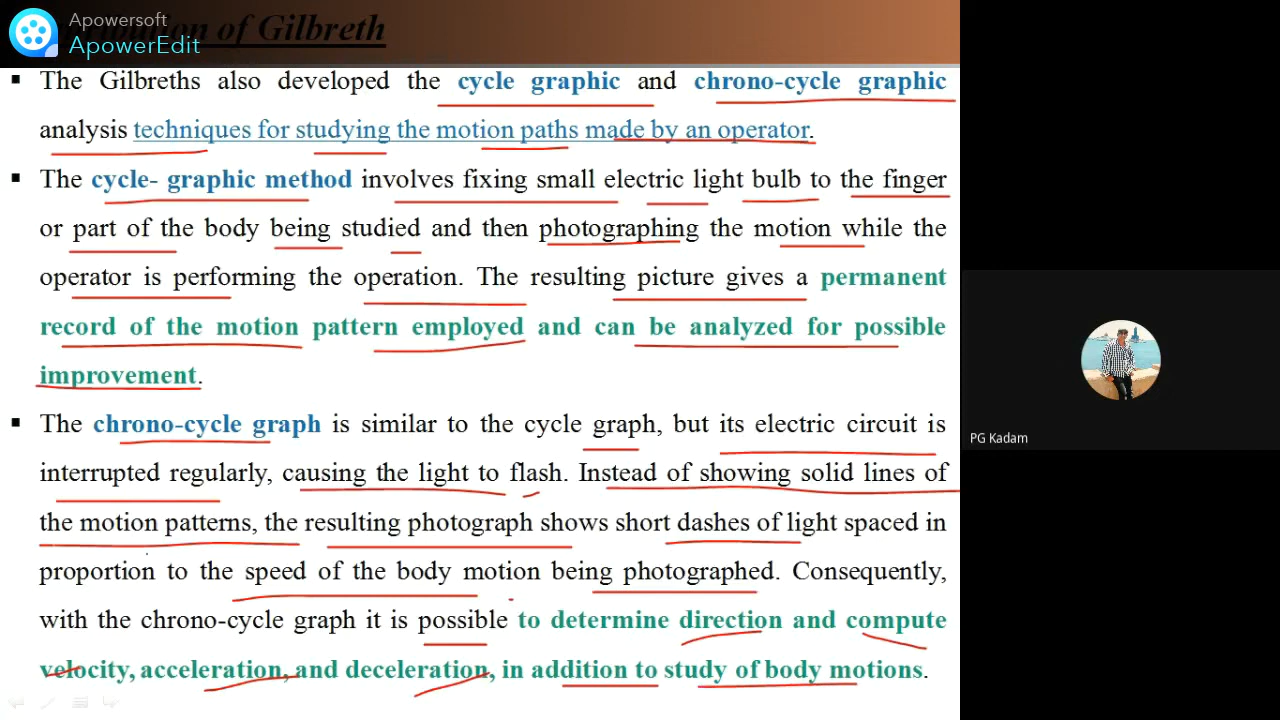 Apowersoft
ApowerEdit
of Gilbreth
▪ The Gilbreths also developed the cycle graphic and chrono-cycle graphic
analysis techniques for studying the motion paths made by an operator.
▪ The cycle- graphic method involves fixing small electric light bulb to the finger
or part of the body being studied and then photographing the motion while the
operator is performing the operation. The resulting picture gives a permanent
record of the motion pattern employed and can be analyzed for possible
improvement.
▪ The chrono-cycle graph is similar to the cycle graph, but its electric circuit is
interrupted regularly, causing the light to flash. Instead of showing solid lines of
the motion patterns, the resulting photograph shows short dashes of light spaced in
proportion to the speed of the body motion being photographed. Consequently,
with the chrono-cycle graph it is possible to determine direction and compute
velocity, acceleration, and deceleration, in addition to study of body motions.
PG Kadam